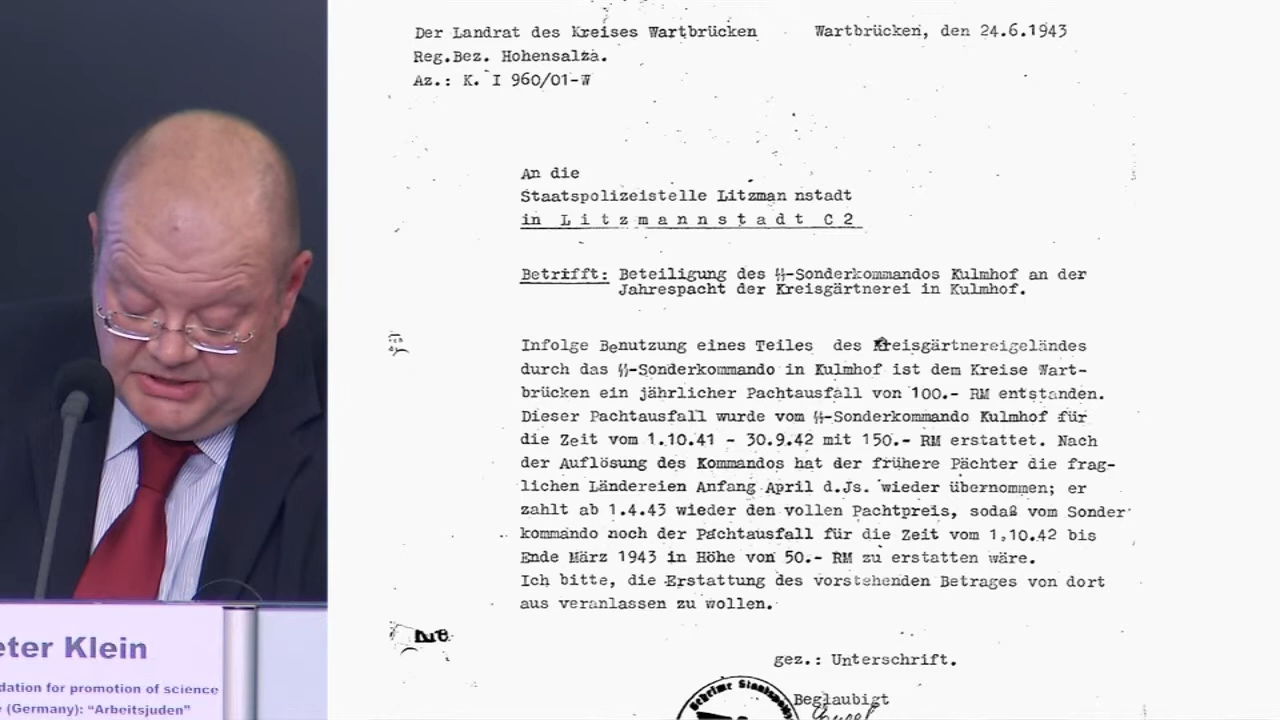 Der Landrat des Kreises Wartbrücken Wartbrücken, den 24.6.1943
Reg.Bez. Hohensalza.
Az.: K. I 960/01-W
An die
Staatspolizeistelle Litzman nstadt
in L i t z m a n n s t a d t C 2
Betrifft: Beteiligung des SS-Sonderkommandos Kulmhof an der
Jahrespacht der Kreisgärtnerei in Kulmhof.
Infolge Benutzung eines Teiles des Kreisgärtnereigeländes
durch das SS-Sonderkommando in Kulmhof ist dem Kreise Wart-
brücken ein jährlicher Pachtausfall von 100.- RM entstanden.
Dieser Pachtausfall wurde vom SS-Sonderkommando Kulmhof für
die Zeit vom 1.10.41 - 30.9.42 mit 150.- RM erstattet. Nach
der Auflösung des Kommandos hat der frühere Pächter die frag-
lichen Ländereien Anfang April d.Js. wieder übernommen; er
zahlt ab 1.4.43 wieder den vollen Pachtpreis, sodaß vom Sonder
kommando noch der Pachtausfall für die Zeit vom 1.10.42 bis
Ende März 1943 in Höhe von 50.- RM zu erstatten wäre.
Ich bitte, die Erstattung des vorstehenden Betrages von dort
aus veranlassen zu wollen.
gez.: Unterschrift.
Beglaubigt
Geheime Staatspoliz
eter Klein
dation for promotion of science
e (Germany): “Arbeitsjuden”